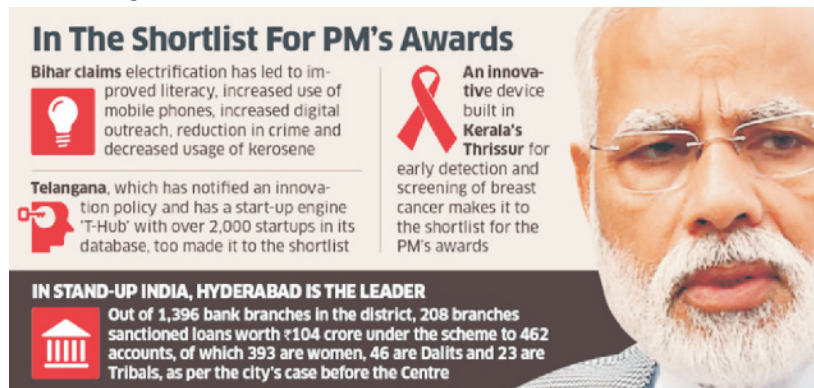 In The Shortlist For PM's Awards
Bihar claims electrification has led to im-
proved literacy, increased use of
mobile phones, increased digital
outreach, reduction in crime and
decreased usage of kerosene
Telangana, which has notified an innova-
tion policy and has a start-up engine
'T-Hub' with over 2,000 startups in its
database, too made it to the shortlist
An innova-
tive device
built in
Kerala's
Thrissur for
early detection and
screening of breast
cancer makes it to
the shortlist for the
PM's awards
IN STAND-UP INDIA, HYDERABAD IS THE LEADER
Out of 1,396 bank branches in the district, 208 branches
sanctioned loans worth ₹104 crore under the scheme to 462
accounts, of which 393 are women, 46 are Dalits and 23 are
Tribals, as per the city's case before the Centre